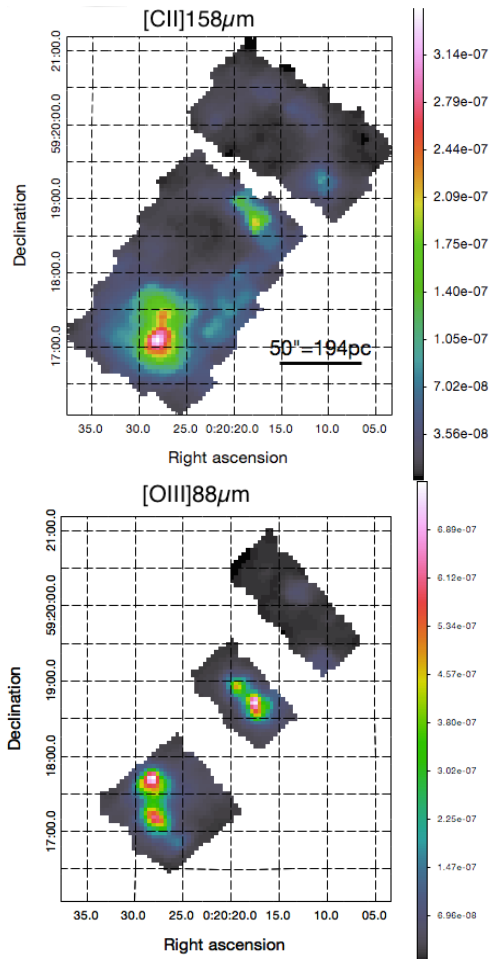 [CII]158μm
21:00.0
59:20:00.0
19:00.0
18:00.0
17:00.0
Declination
35.0 30.0 25.0 0:20:20.0 15.0 10.0 05.0
Right ascension
50"=194pc
3.14e-07
2.79e-07
2.44e-07
2.09e-07
1.75e-07
1.40e-07
1.05e-07
7.02e-08
3.56e-08
[OIII]88μm
21:00.0
59:20:00.0
19:00.0
18:00.0
17:00.0
Declination
35.0 30.0 25.0 0:20:20.0 15.0 10.0 05.0
Right ascension
6.89e-07
6.12e-07
5.34e-07
4.57e-07
3.80e-07
3.02e-07
2.25e-07
1.47e-07
6.96e-08